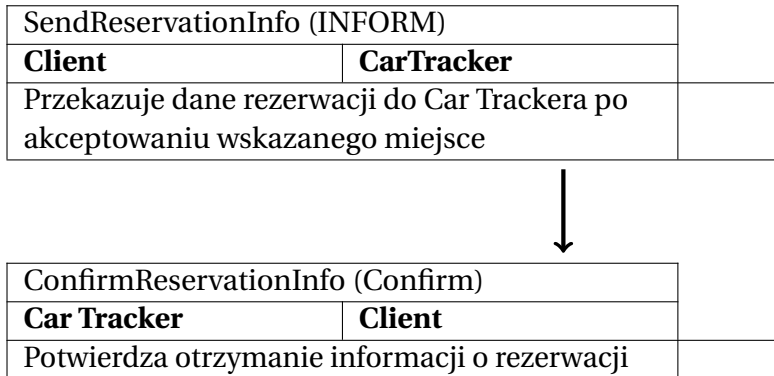 SendReservationInfo (INFORM)
Client CarTracker
Przekazuje dane rezerwacji do Car Trackera po
akceptowaniu wskazanego miejsce
ConfirmReservationInfo (Confirm)
Car Tracker Client
Potwierdza otrzymanie informacji o rezerwacji